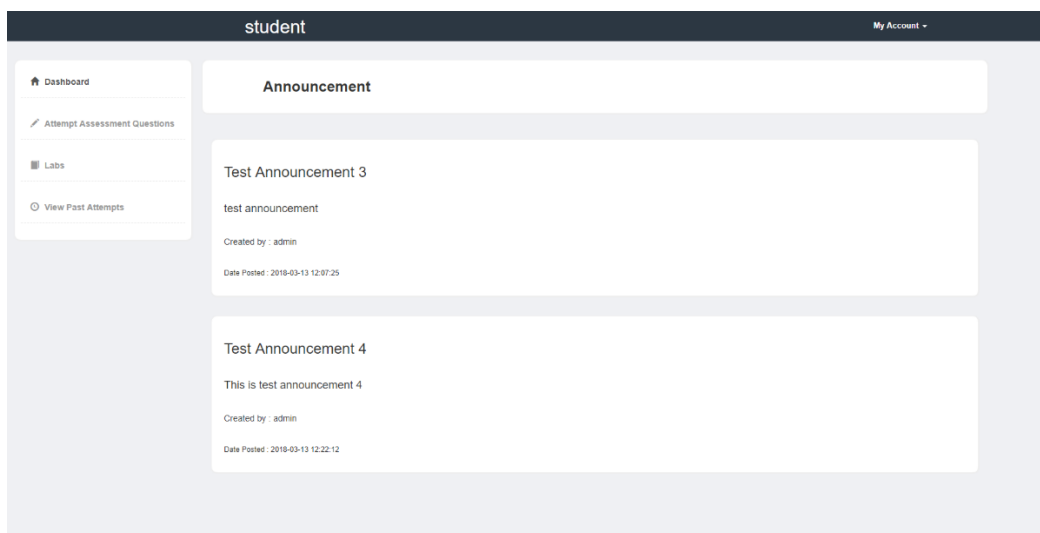 student
My Account
Dashboard
Attempt Assessment Questions
Labs
View Past Attempts
Announcement
Test Announcement 3
test announcement
Created by : admin
Date Posted : 2018-03-13 12:07:25
Test Announcement 4
This is test announcement 4
Created by : admin
Date Posted : 2018-03-13 12:22:12